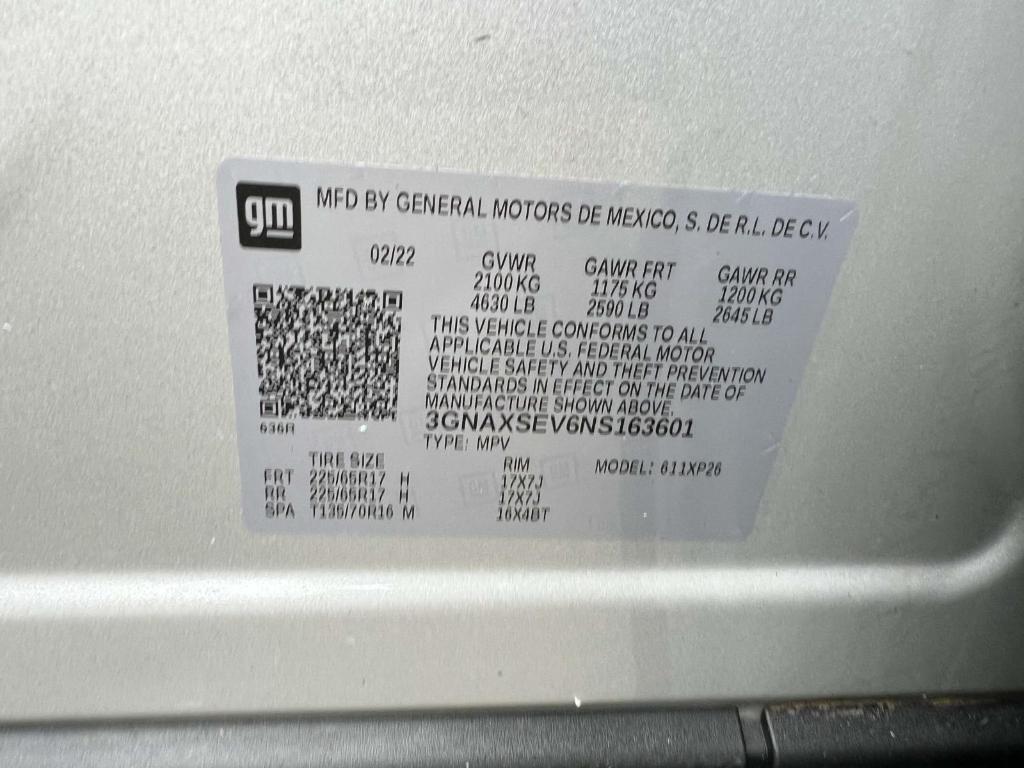 gm
MFD BY GENERAL MOTORS DE MEXICO, S. DE R.L. DE C.V.
02/22 GVWR GAWR FRT GAWR RR
2100 KG 1175 KG 1200 KG
4630 LB 2590 LB 2645 LB
THIS VEHICLE CONFORMS TO ALL
APPLICABLE U.S. FEDERAL MOTOR
VEHICLE SAFETY AND THEFT PREVENTION
STANDARDS IN EFFECT ON THE DATE OF
MANUFACTURE SHOWN ABOVE.
636R
3GNAXSEV6NS163601
TYPE: MPV
TIRE SIZE RIM MODEL: 611XP26
FRT 225/65R17 H 17X7J
RR 225/65R17 H 17X7J
SPA T135/70R16 M 16X4BT